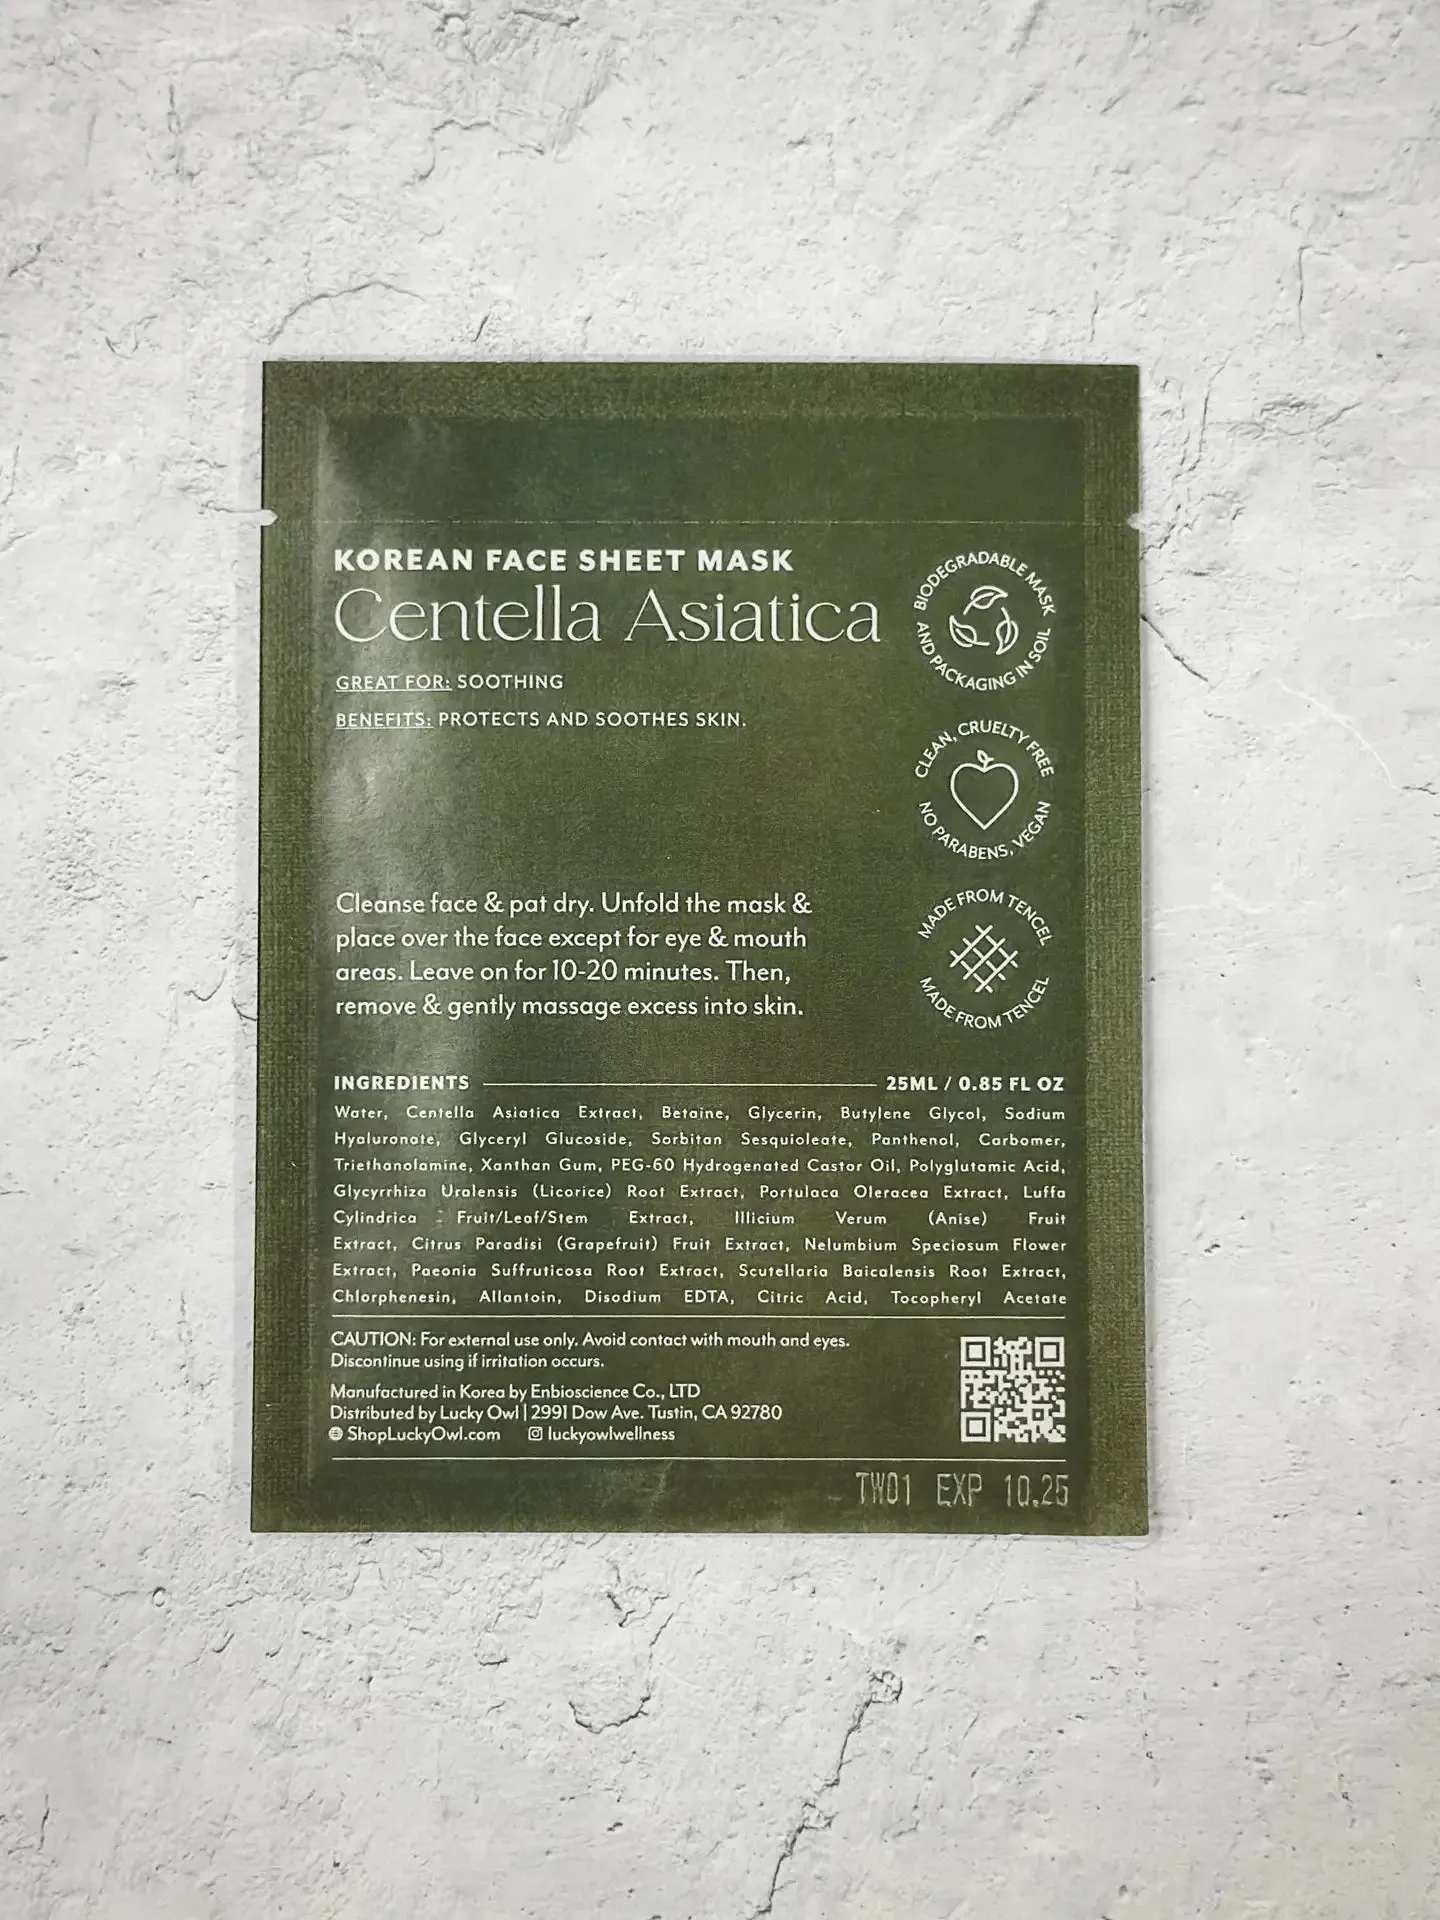 KOREAN FACE SHEET MASK
Centella Asiatica
GREAT FOR: SOOTHING
BENEFITS: PROTECTS AND SOOTHES SKIN.
BIODEGRADABLE MASK
AND PACKAGING IN SOIL
CLEAN, CRUELTY FREE
NO PARABENS, VEGAN
MADE FROM TENCEL
MADE FROM TENCEL
Cleanse face & pat dry. Unfold the mask &
place over the face except for eye & mouth
areas. Leave on for 10-20 minutes. Then,
remove & gently massage excess into skin.
INGREDIENTS 25ML / 0.85 FL OZ
Water, Centella Asiatica Extract, Betaine, Glycerin, Butylene Glycol, Sodium
Hyaluronate, Glyceryl Glucoside, Sorbitan Sesquioleate, Panthenol, Carbomer,
Triethanolamine, Xanthan Gum, PEG-60 Hydrogenated Castor Oil, Polyglutamic Acid,
Glycyrrhiza Uralensis (Licorice) Root Extract, Portulaca Oleracea Extract, Luffa
Cylindrica Fruit/Leaf/Stem Extract, Illicium Verum (Anise) Fruit
Extract, Citrus Paradisi (Grapefruit) Fruit Extract, Nelumbium Speciosum Flower
Extract, Paeonia Suffruticosa Root Extract, Scutellaria Baicalensis Root Extract,
Chlorphenesin, Allantoin, Disodium EDTA, Citric Acid, Tocopheryl Acetate
CAUTION: For external use only. Avoid contact with mouth and eyes.
Discontinue using if irritation occurs.
Manufactured in Korea by Enbioscience Co., LTD
Distributed by Lucky Owl | 2991 Dow Ave. Tustin, CA 92780
ShopLuckyOwl.com luckyowlwellness
TW01 EXP 10.25